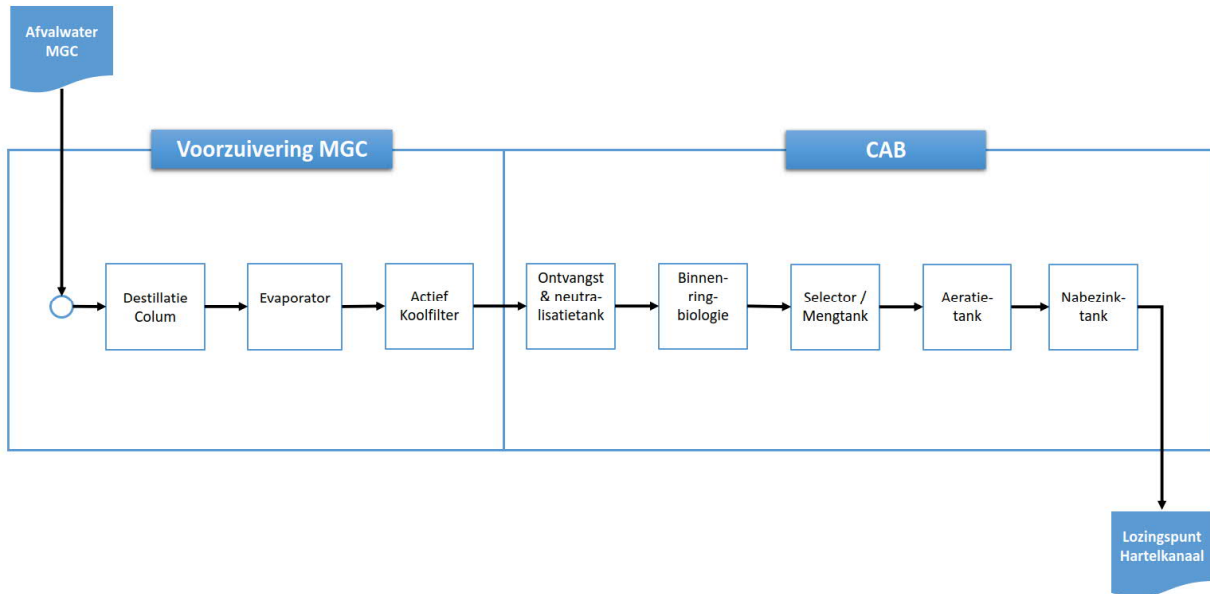 Afvalwater
MGC
Voorzuivering MGC
CAB
Destillatie
Colum
Evaporator
Actief
Koolfilter
Ontvangst
& neutra-
lisatietank
Binnen-
ring-
biologie
Selector /
Mengtank
Aeratie-
tank
Nabezink-
tank
Lozingspunt
Hartelkanaal